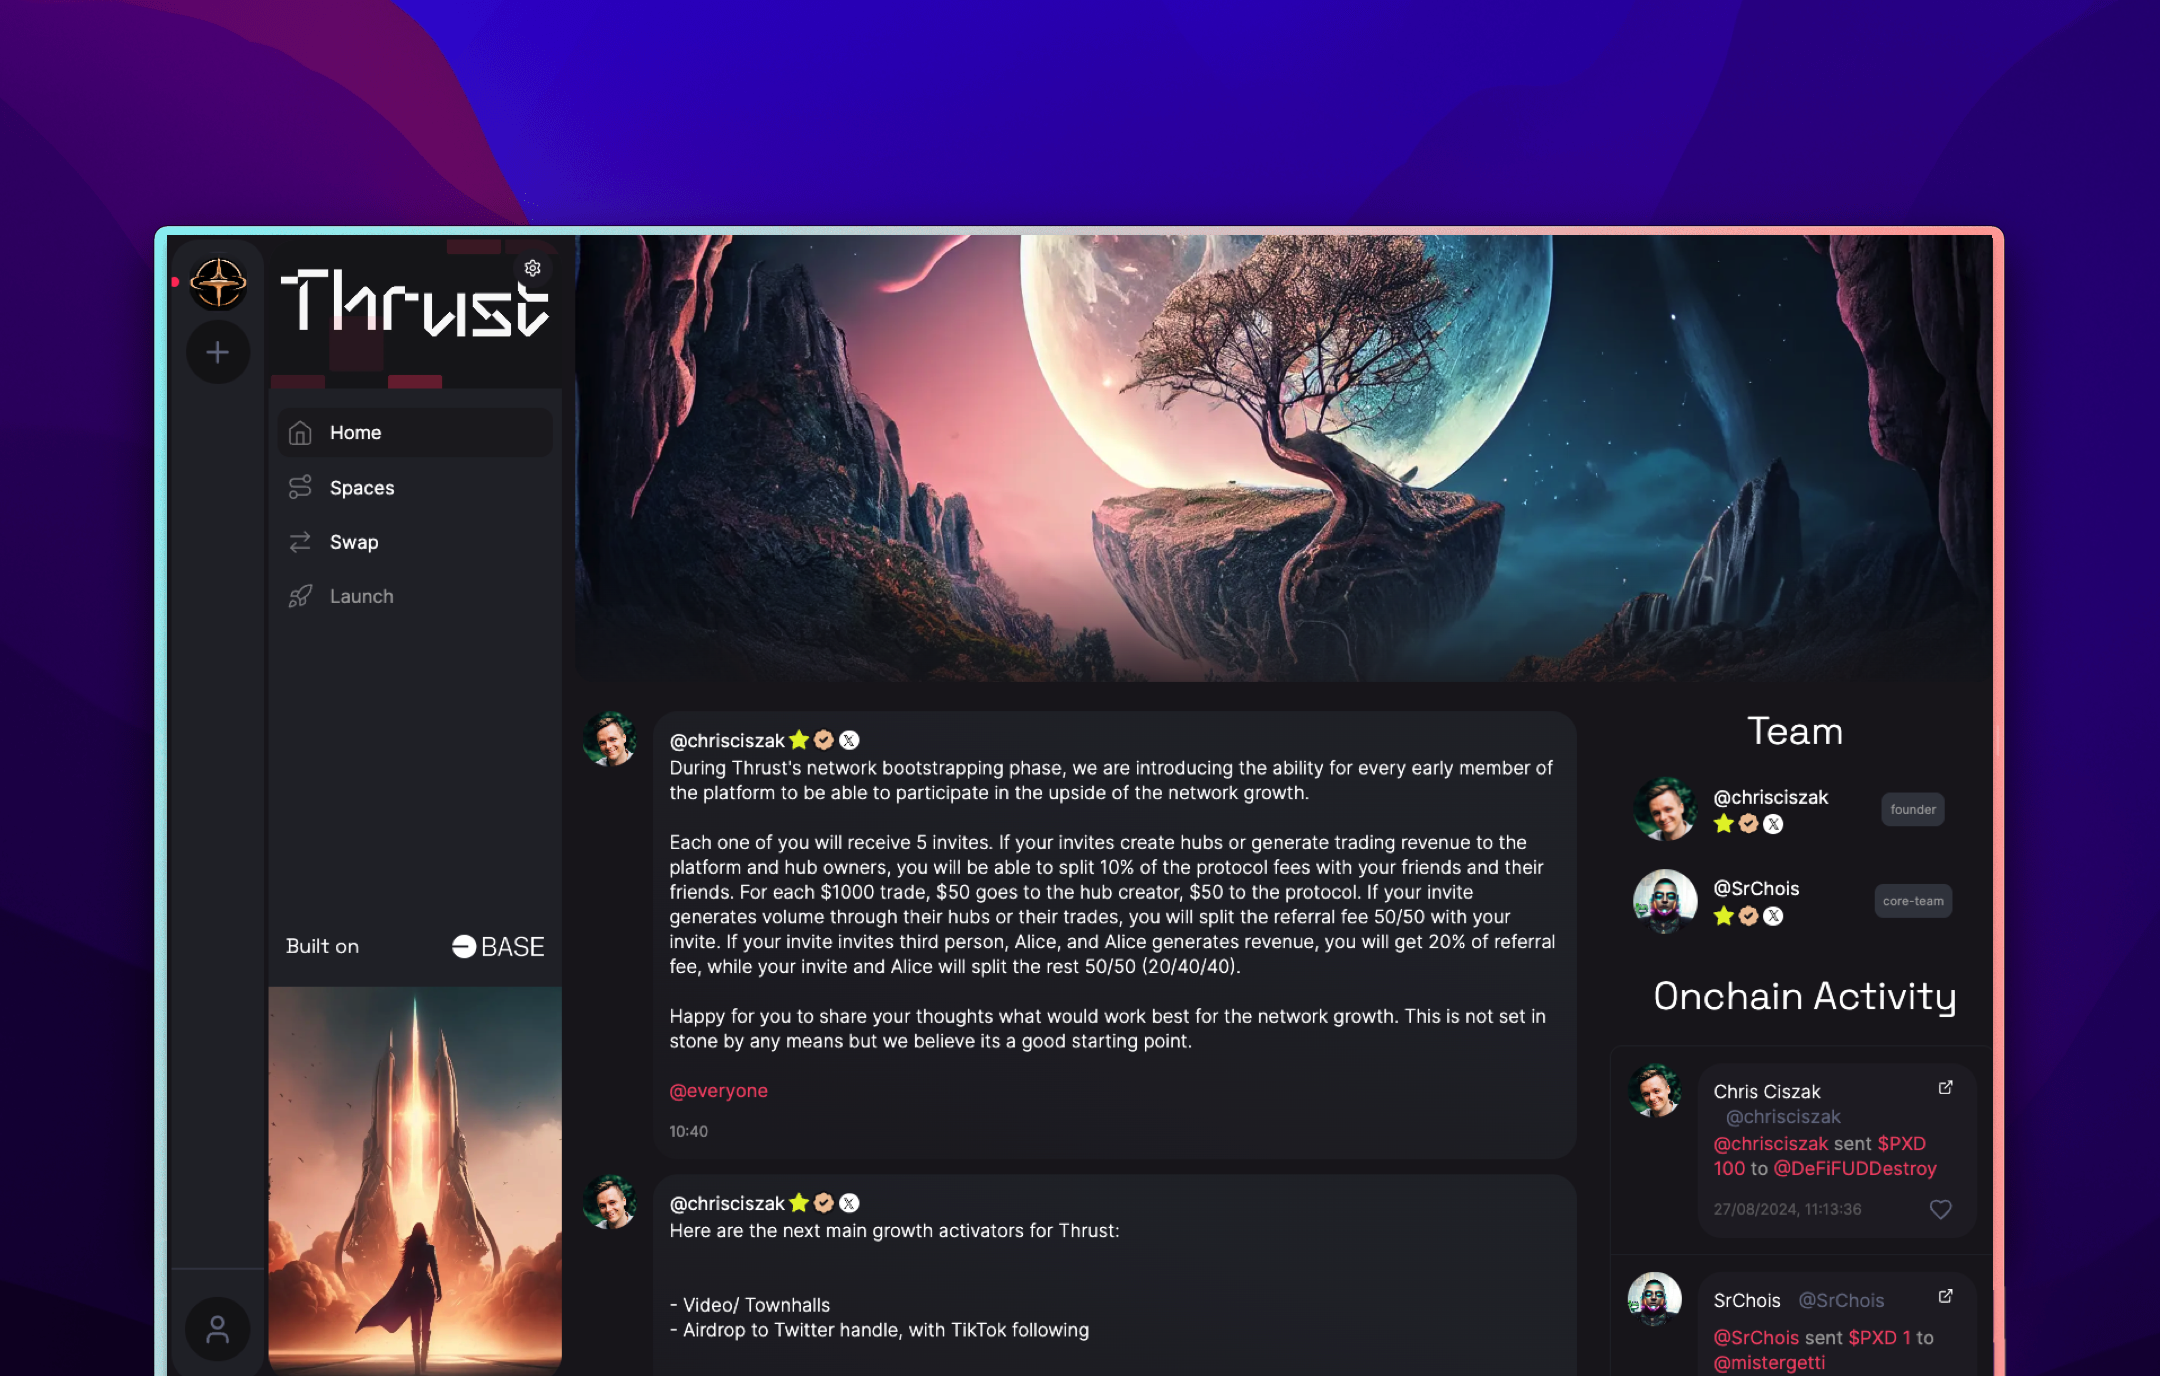 Thrust
Home
Spaces
Swap
Launch
Built on
BASE
@chrisciszak
During Thrust's network bootstrapping phase, we are introducing the ability for every early member of
the platform to be able to participate in the upside of the network growth.
Each one of you will receive 5 invites. If your invites create hubs or generate trading revenue to the
platform and hub owners, you will be able to split 10% of the protocol fees with your friends and their
friends. For each $1000 trade, $50 goes to the hub creator, $50 to the protocol. If your invite
generates volume through their hubs or their trades, you will split the referral fee 50/50 with your
invite. If your invite invites third person, Alice, and Alice generates revenue, you will get 20% of referral
fee, while your invite and Alice will split the rest 50/50 (20/40/40).
Happy for you to share your thoughts what would work best for the network growth. This is not set in
stone by any means but we believe its a good starting point.
@everyone
10:40
@chrisciszak
Here are the next main growth activators for Thrust:
- Video/ Townhalls
- Airdrop to Twitter handle, with TikTok following
Team
@chrisciszak
founder
@SrChois
core-team
Onchain Activity
Chris Ciszak
@chrisciszak
@chrisciszak sent $PXD
100 to @DeFiFUDDestroy
27/08/2024, 11:13:36
SrChois @SrChois
@SrChois sent $PXD 1 to
@mistergetti